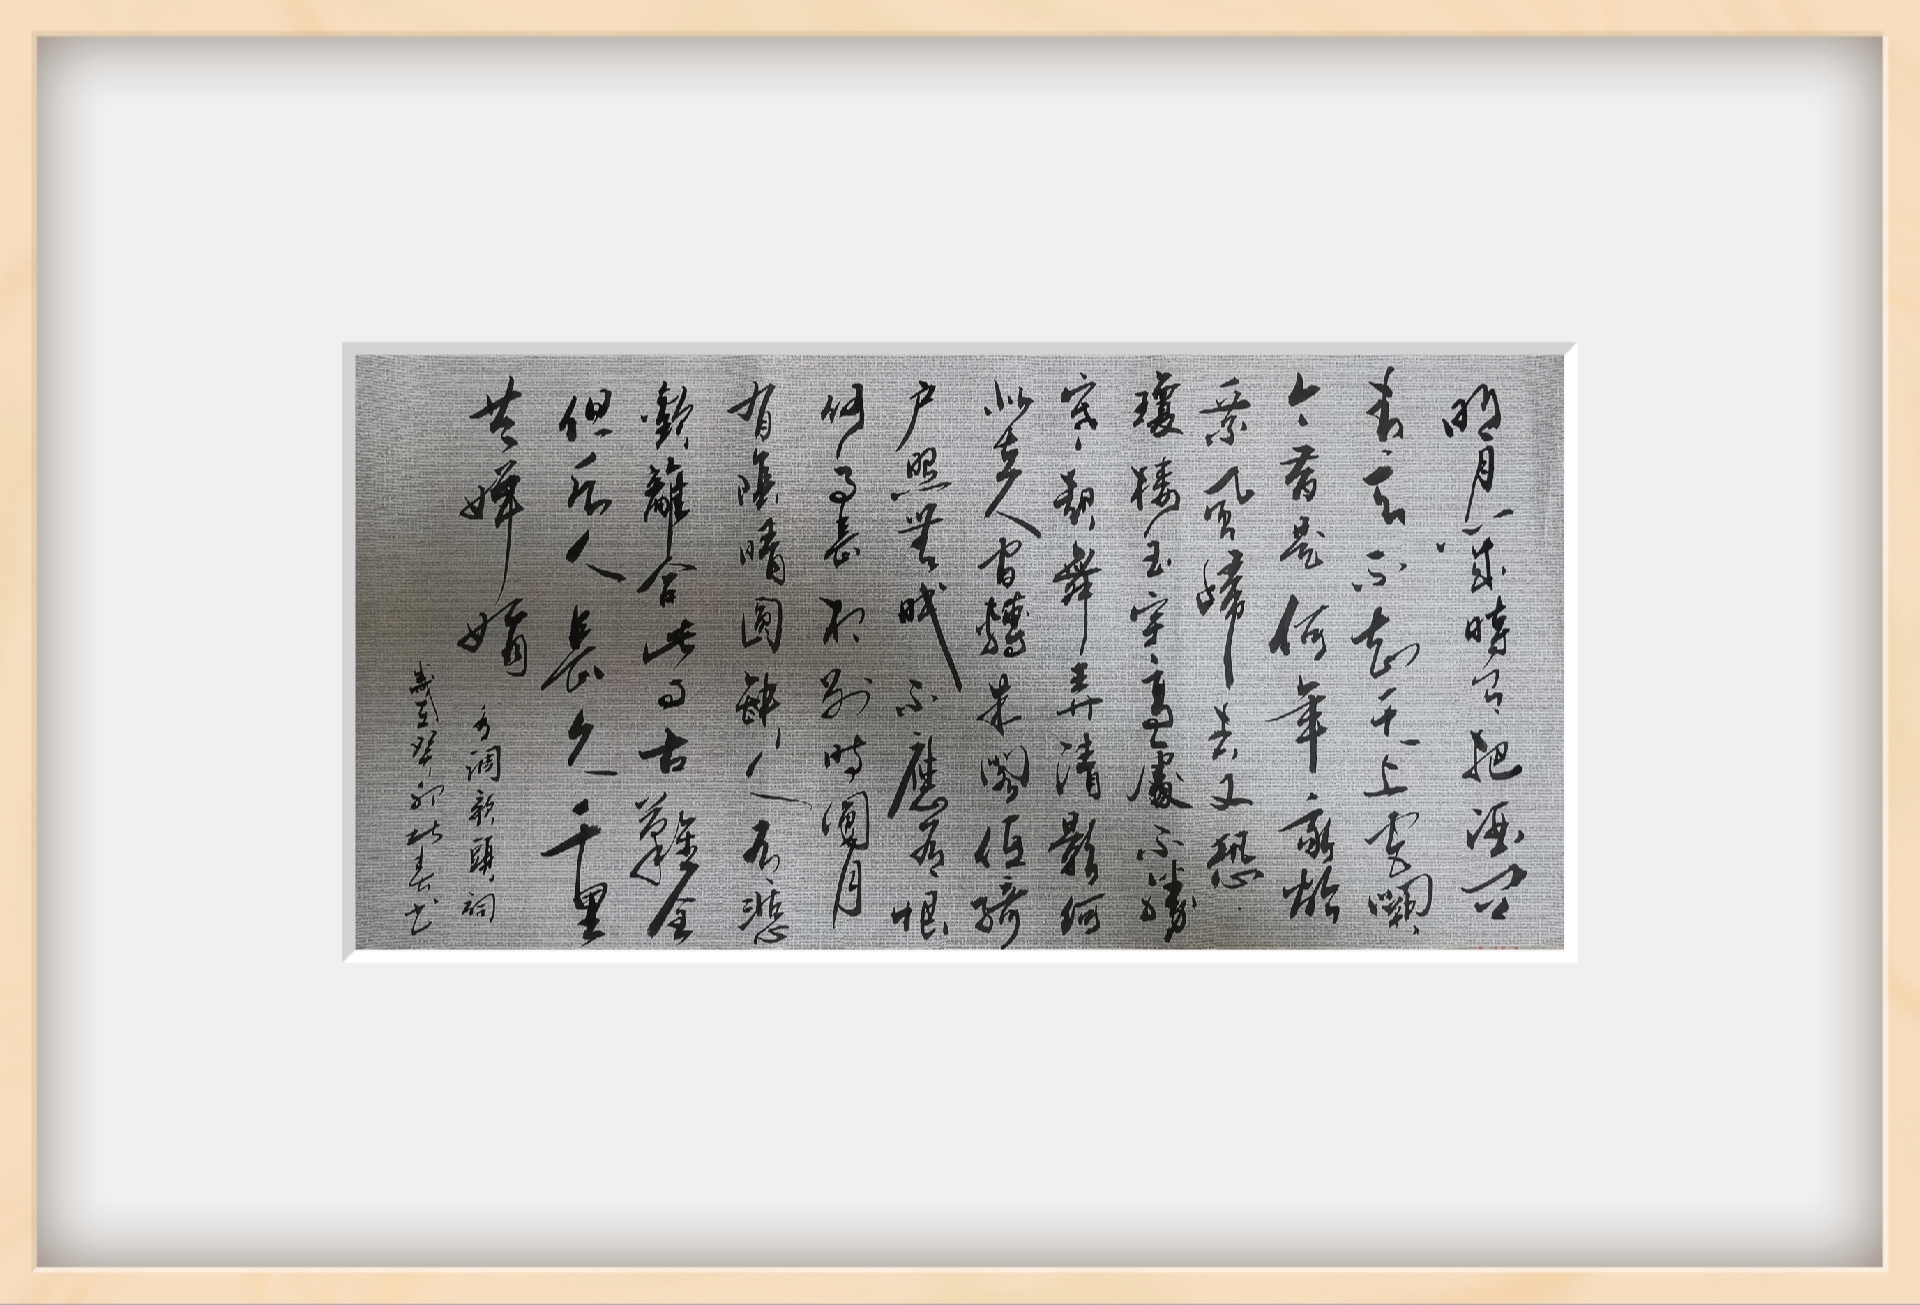 明月幾時有把酒問
青天不知天上宮闕
今昔是何年我欲
乘風歸去又恐
瓊樓玉宇高處不勝
寒起舞弄清影何
似在人間轉朱閣低綺
戶照無眠不應有恨
何事長於別時圓月
有陰晴圓缺人有悲
歡離合此事古難全
但願人長久千里
共嬋娟
水調歌頭詞
歲在癸卯春書